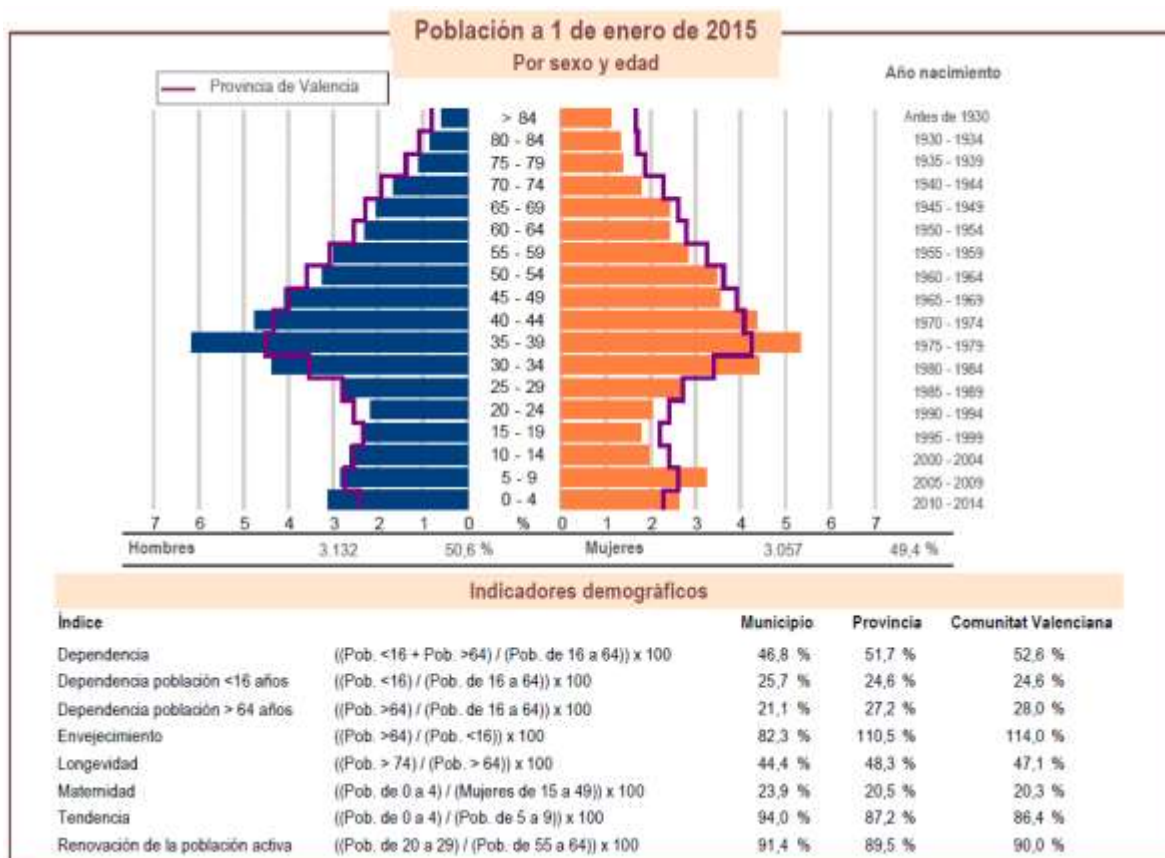 Población a 1 de enero de 2015
Por sexo y edad
Provincia de Valencia
Año nacimiento
> 84 Antes de 1930
80 - 84 1930 - 1934
75 - 79 1935 - 1939
70 - 74 1940 - 1944
65 - 69 1945 - 1949
60 - 64 1950 - 1954
55 - 59 1955 - 1959
50 - 54 1960 - 1964
45 - 49 1965 - 1969
40 - 44 1970 - 1974
35 - 39 1975 - 1979
30 - 34 1980 - 1984
25 - 29 1985 - 1989
20 - 24 1990 - 1994
15 - 19 1995 - 1999
10 - 14 2000 - 2004
5 - 9 2005 - 2009
0 - 4 2010 - 2014
7 6 5 4 3 2 1 0 % 0 1 2 3 4 5 6 7
Hombres 3.132 50,6 % Mujeres 3.057 49,4 %
Indicadores demográficos
Índice Municipio Provincia Comunitat Valenciana
Dependencia ((Pob. <16 + Pob. >64) / (Pob. de 16 a 64)) x 100 46,8 % 51,7 % 52,6 %
Dependencia población <16 años ((Pob. <16) / (Pob. de 16 a 64)) x 100 25,7 % 24,6 % 24,6 %
Dependencia población > 64 años ((Pob. >64) / (Pob. de 16 a 64)) x 100 21,1 % 27,2 % 28,0 %
Envejecimiento ((Pob. >64) / (Pob. <16)) x 100 82,3 % 110,5 % 114,0 %
Longevidad ((Pob. > 74) / (Pob. > 64)) x 100 44,4 % 48,3 % 47,1 %
Maternidad ((Pob. de 0 a 4) / (Mujeres de 15 a 49)) x 100 23,9 % 20,5 % 20,3 %
Tendencia ((Pob. de 0 a 4) / (Pob. de 5 a 9)) x 100 94,0 % 87,2 % 86,4 %
Renovación de la población activa ((Pob. de 20 a 29) / (Pob. de 55 a 64)) x 100 91,4 % 89,5 % 90,0 %